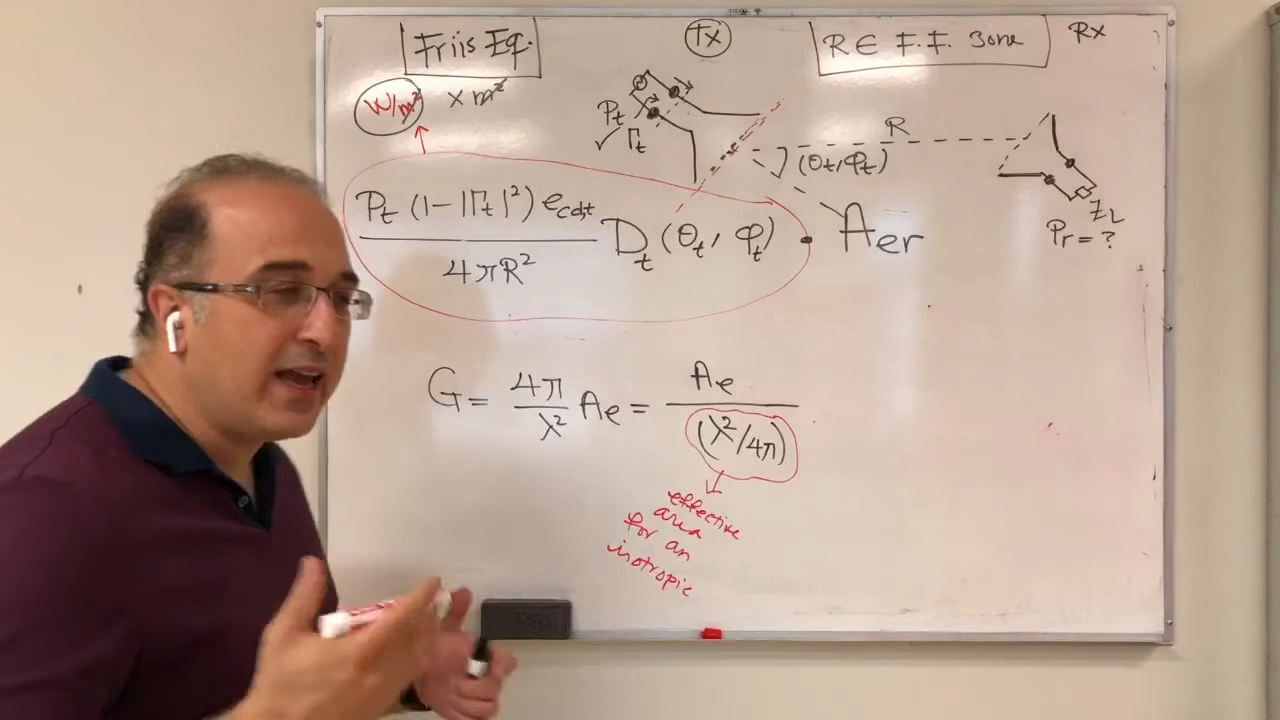 Friis Eq.
Tx
R ∈ F.F. Zone
Rx
W/m² × m²
Pt
✓ Γt
R
(θt, φt)
ZL
Pr = ?
Pt (1-|Γt|²) ecd,t / 4πR² Dt (θt, φt) • Aer
G = 4π/λ² Ae = Ae / (λ²/4π)
effective
area
for an
isotropic